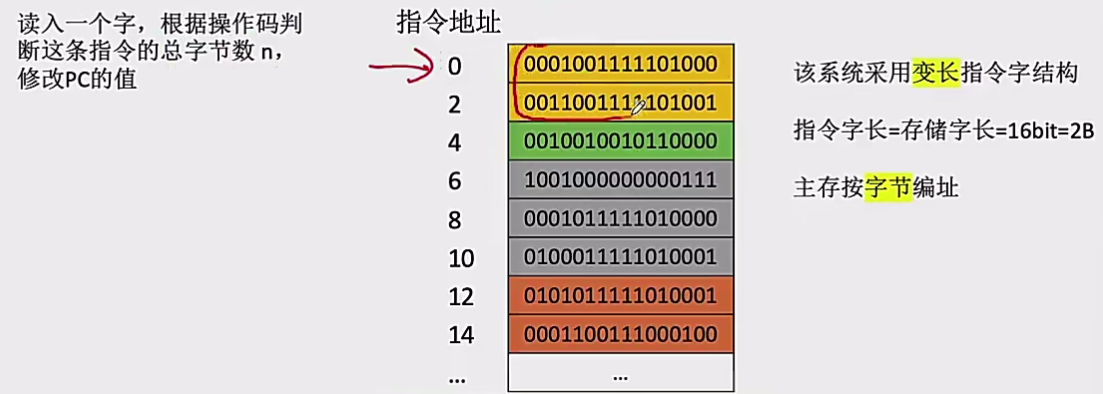 读入一个字，根据操作码判
断这条指令的总字节数 n，
修改PC的值
指令地址
0 0001001111101000
2 0011001111101001
4 0010010010110000
6 1001000000000111
8 0001011111010000
10 0100011111010001
12 0101011111010001
14 0001100111000100
... ...
该系统采用变长指令字结构
指令字长=存储字长=16bit=2B
主存按字节编址